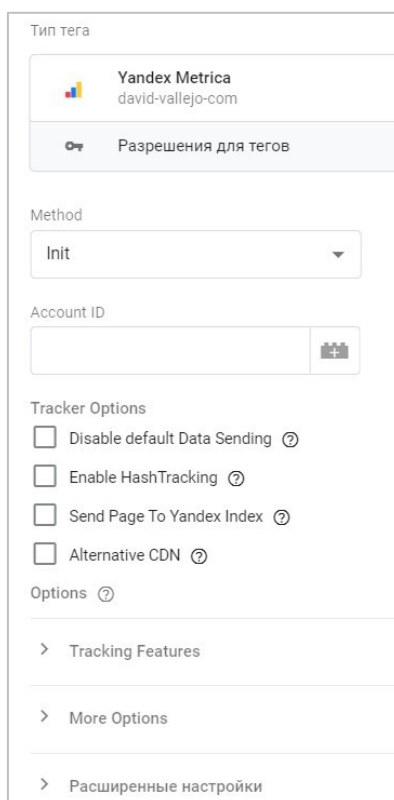 Тип тега
Yandex Metrica
david-vallejo-com
Разрешения для тегов
Method
Init
Account ID
Tracker Options
Disable default Data Sending
Enable HashTracking
Send Page To Yandex Index
Alternative CDN
Options
Tracking Features
More Options
Расширенные настройки